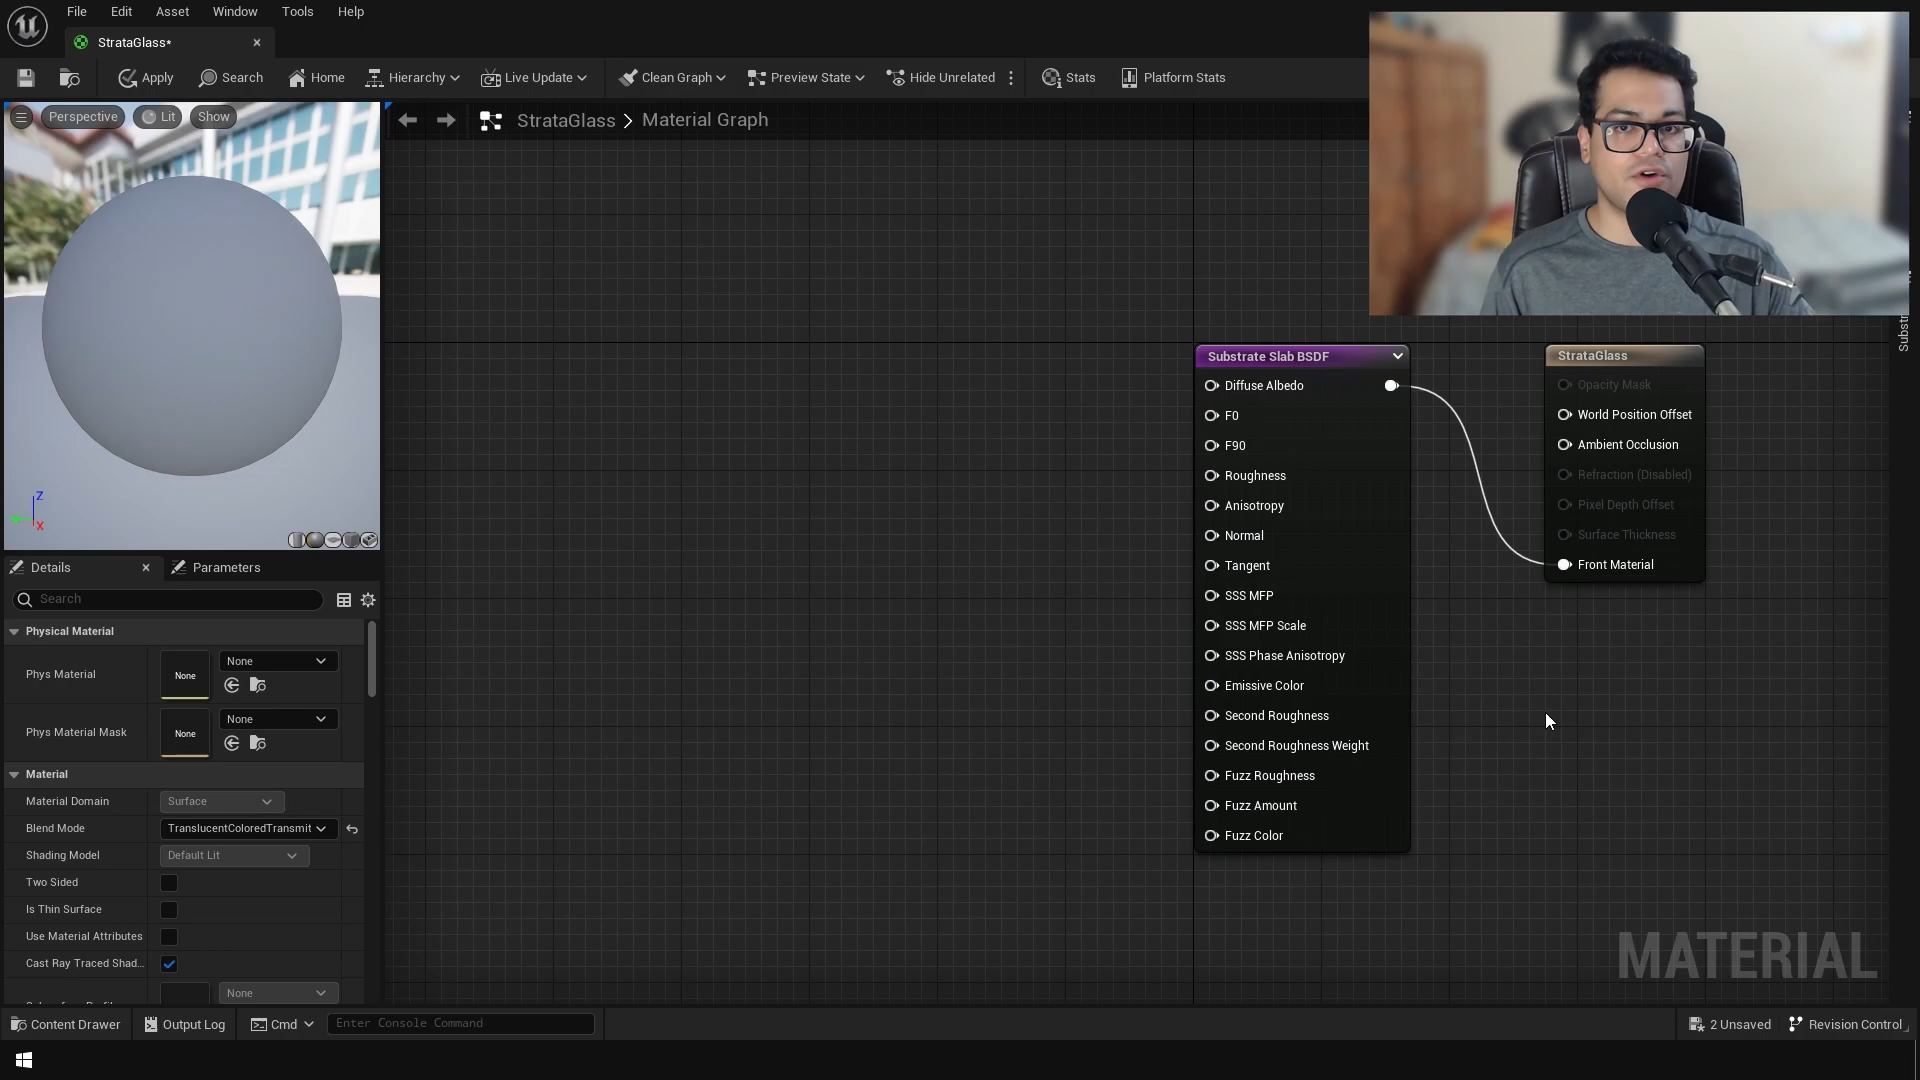 File Edit Asset Window Tools Help
StrataGlass*
Apply Search Home Hierarchy Live Update Clean Graph Preview State Hide Unrelated Stats Platform Stats
Perspective Lit Show
StrataGlass > Material Graph
Z
X
Substrate Slab BSDF
Diffuse Albedo
F0
F90
Roughness
Anisotropy
Normal
Tangent
SSS MFP
SSS MFP Scale
SSS Phase Anisotropy
Emissive Color
Second Roughness
Second Roughness Weight
Fuzz Roughness
Fuzz Amount
Fuzz Color
StrataGlass
Opacity Mask
World Position Offset
Ambient Occlusion
Refraction (Disabled)
Pixel Depth Offset
Surface Thickness
Front Material
Substr
Details Parameters
Search
Physical Material
Phys Material None None
Phys Material Mask None None
Material
Material Domain Surface
Blend Mode TranslucentColoredTransmit
Shading Model Default Lit
Two Sided
Is Thin Surface
Use Material Attributes
Cast Ray Traced Shad...
None
MATERIAL
Content Drawer Output Log Cmd Enter Console Command 2 Unsaved Revision Control